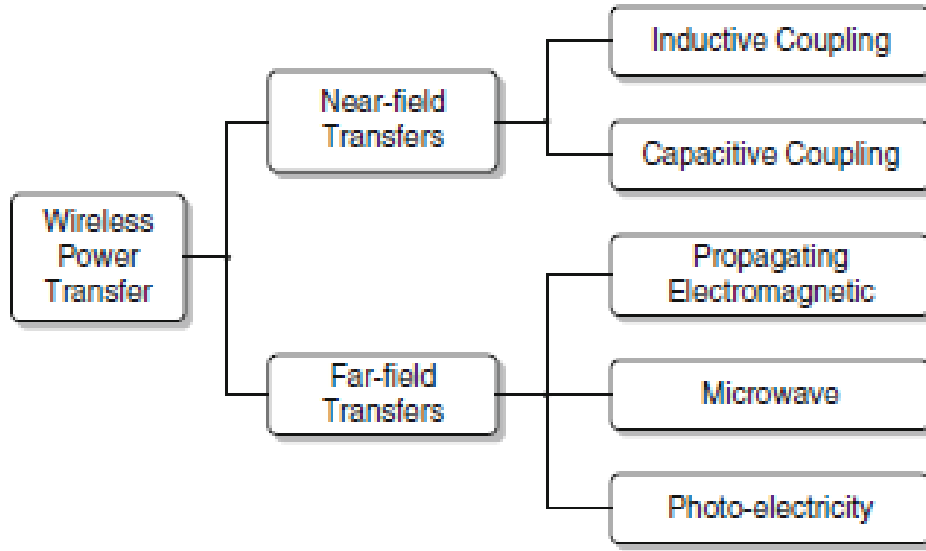 Inductive Coupling
Near-field
Transfers
Capacitive Coupling
Wireless
Power
Transfer
Propagating
Electromagnetic
Far-field
Transfers
Microwave
Photo-electricity